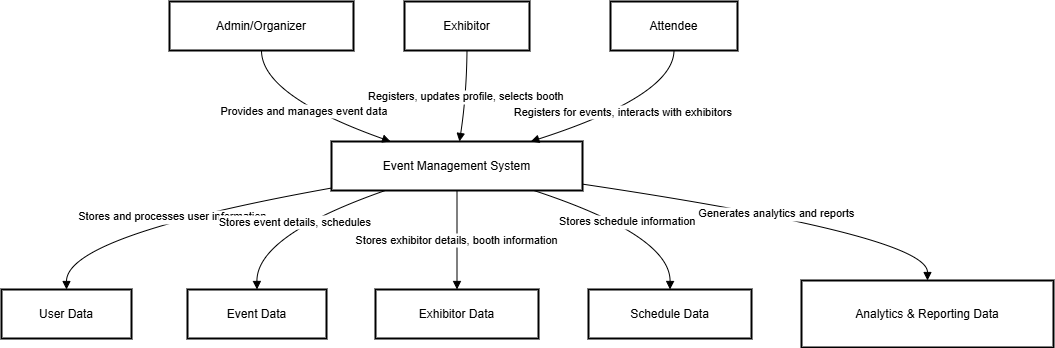 Admin/Organizer
Exhibitor
Attendee
Registers, updates profile, selects booth
Provides and manages event data
Registers for events, interacts with exhibitors
Event Management System
Generates analytics and reports
Stores and processes user information
Stores event details, schedules
Stores schedule information
Stores exhibitor details, booth information
User Data
Event Data
Exhibitor Data
Schedule Data
Analytics & Reporting Data